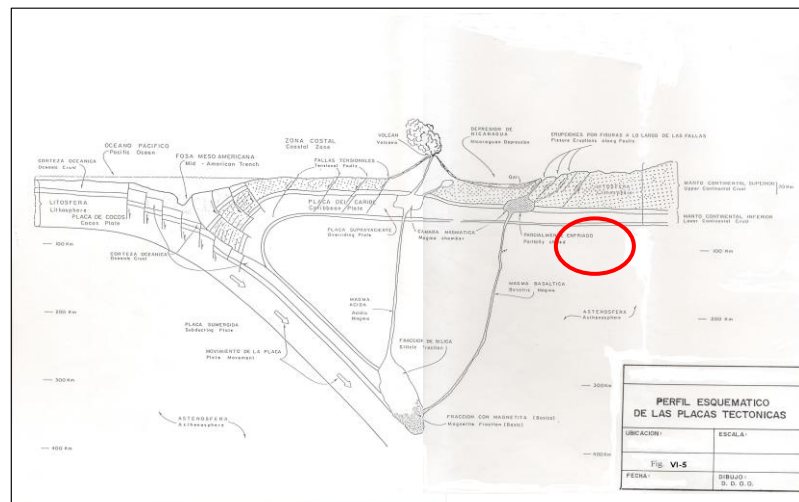 VOLCAN
Volcano
DEPRESION DE
NICARAGUA
Nicaraguan Depression
ERUPCIONES POR FISURAS A LO LARGO DE LAS FALLAS
Fissure Eruptions along Faults
OCEANO PACIFICO
Pacific Ocean
ZONA COSTAL
Coastal Zone
FOSA MESOAMERICANA
Mid - American Trench
CORTEZA OCEANICA
Oceanic Crust
FALLAS TENSIONALES
Tensional Faults
LITOSFERA
Lithosphere
PLACA DE COCOS
Cocos Plate
PLACA DEL CARIBE
Caribbean Plate
LITOSFERA
Lithosphere
MANTO CONTINENTAL SUPERIOR
Upper Continental Crust
20Km
MANTO CONTINENTAL INFERIOR
Lower Continental Crust
PLACA SUPRAYACENTE
Overriding Plate
CAMARA MAGMATICA
Magma chamber
PARCIALMENTE ENFRIADO
Partially
100 Km
100 Km
CORTEZA OCEANICA
Oceanic Crust
MAGMA
ACIDA
Acidic
Magma
MAGMA BASALTICA
Basaltic Magma
200 Km
ASTENOSFERA
Asthenosphere
200 Km
PLACA SUMERGIDA
Subducting Plate
MOVIMIENTO DE LA PLACA
Plate Movement
FRACCION DE SILICA
Silicic Fraction
300 Km
300Km
ASTENOSFERA
Asthenosphere
FRACCION CON MAGNETITA (Basica)
Magnetite Fraction (Basic)
400 Km
400Km
PERFIL ESQUEMATICO
DE LAS PLACAS TECTONICAS
UBICACION:
ESCALA:
Fig. VI-5
FECHA:
DIBUJO:
D. D. O. O.